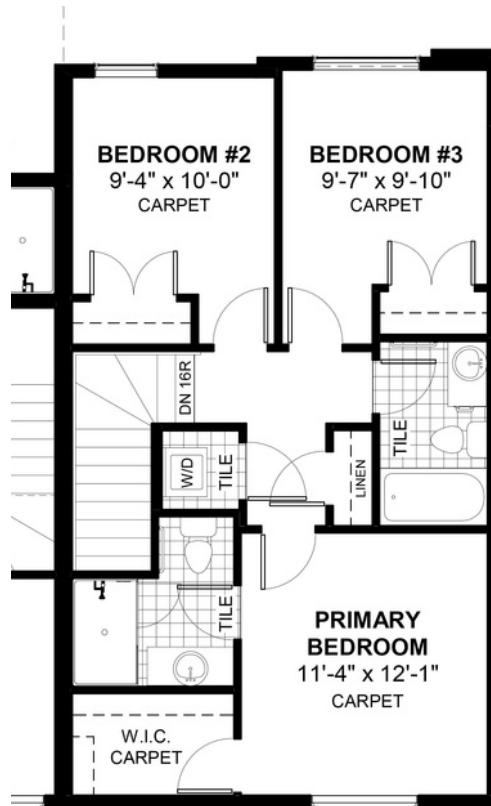 BEDROOM #2
9'-4" x 10'-0"
CARPET
BEDROOM #3
9'-7" x 9'-10"
CARPET
DN 16R
W/D
TILE
LINEN
TILE
TILE
PRIMARY
BEDROOM
11'-4" x 12'-1"
CARPET
W.I.C.
CARPET